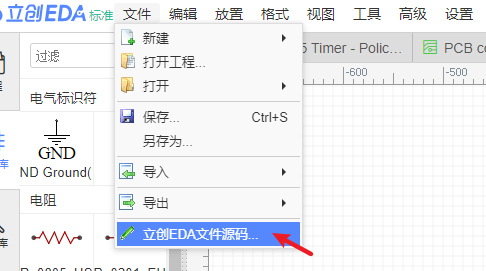 立创EDA 标准
文件 编辑 放置 格式 视图 工具 高级 设置
过滤
5 Timer - Polic...
PCB co
-600
-500
电气标识符
GND
ND Ground(
电阻
新建
打开工程...
打开
保存... Ctrl+S
另存为...
导入
导出
立创EDA文件源码...
库
库